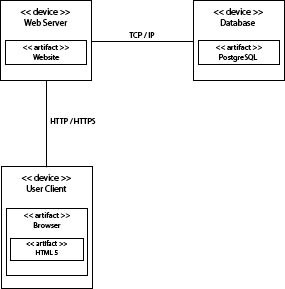 << device >>
Web Server
<< artifact >>
Website
TCP / IP
<< device >>
Database
<< artifact >>
PostgreSQL
HTTP / HTTPS
<< device >>
User Client
<< artifact >>
Browser
<< artifact >>
HTML 5